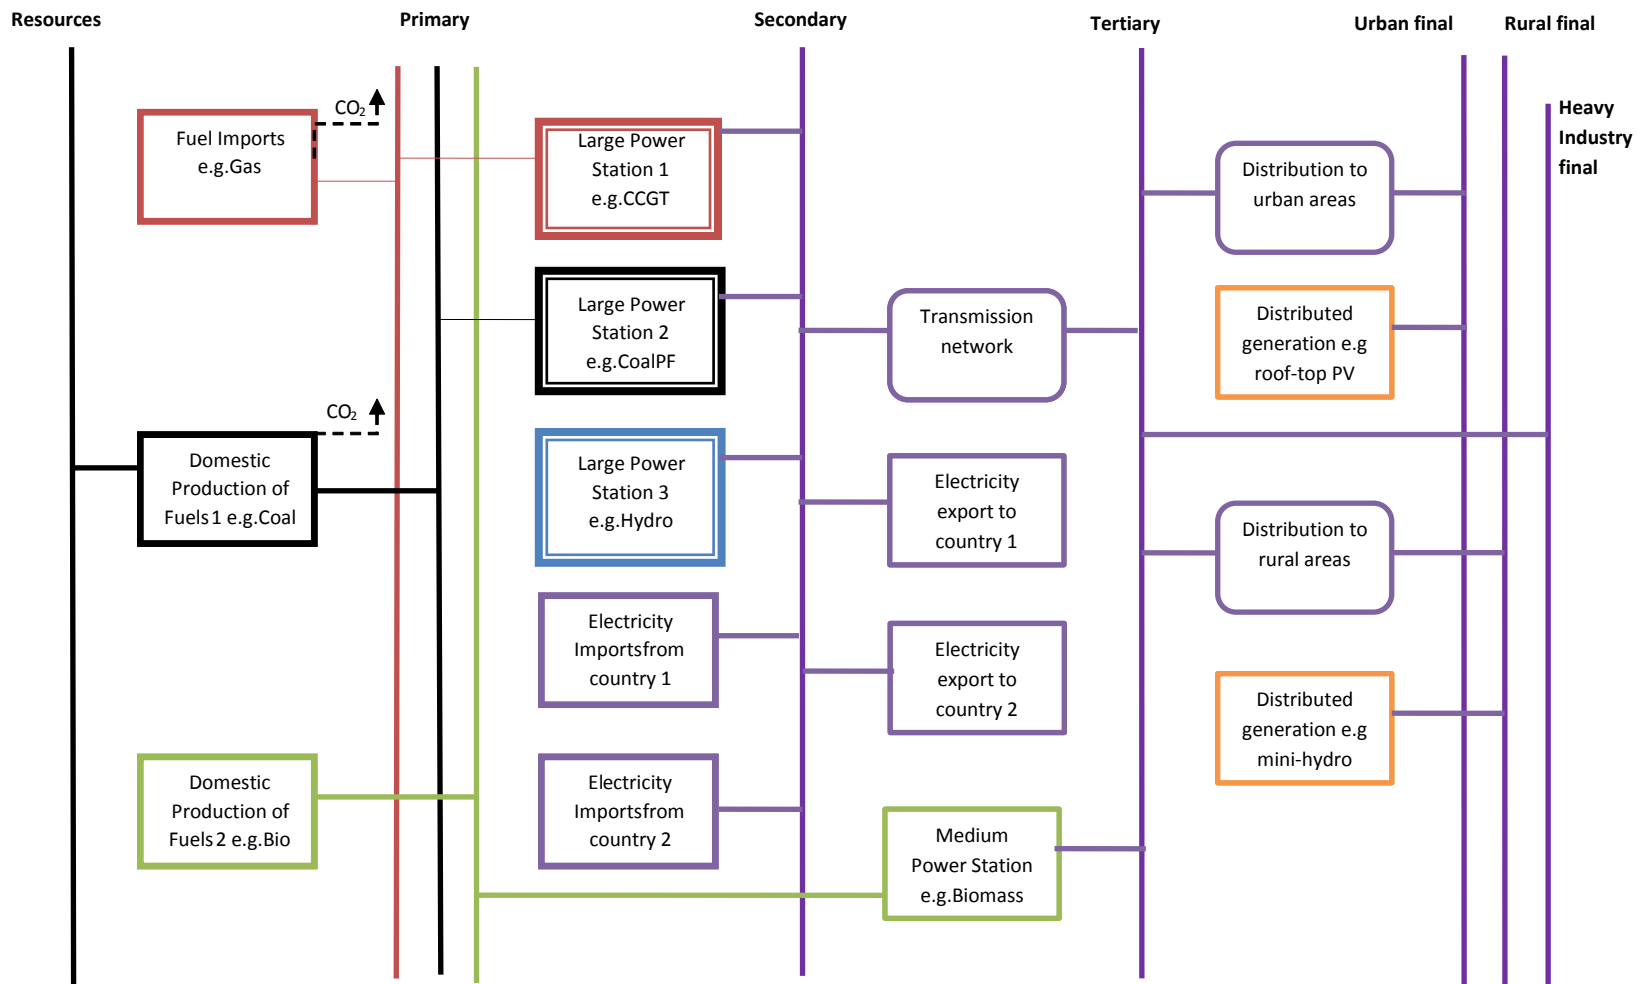 Resources
Primary
Secondary
Tertiary
Urban final
Rural final
Heavy
Industry
final
CO₂
Fuel Imports
e.g.Gas
CO₂
Domestic
Production of
Fuels1 e.g.Coal
Domestic
Production of
Fuels2 e.g.Bio
Large Power
Station 1
e.g.CCGT
Large Power
Station 2
e.g.CoalPF
Large Power
Station 3
e.g.Hydro
Electricity
Importsfrom
country 1
Electricity
Importsfrom
country 2
Transmission
network
Electricity
export to
country 1
Electricity
export to
country 2
Medium
Power Station
e.g.Biomass
Distribution to
urban areas
Distributed
generation e.g
roof-top PV
Distribution to
rural areas
Distributed
generation e.g
mini-hydro